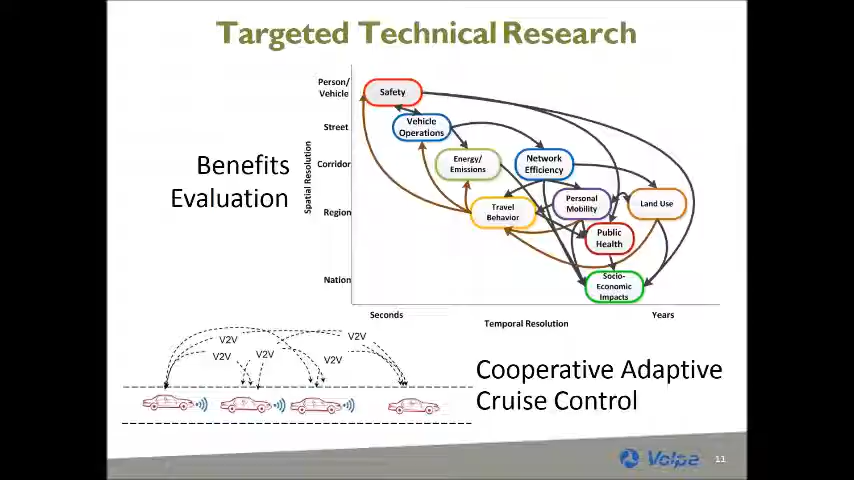 Targeted Technical Research
Benefits
Evaluation
Spatial Resolution
Person/
Vehicle
Street
Corridor
Region
Nation
Safety
Vehicle
Operations
Energy/
Emissions
Network
Efficiency
Travel
Behavior
Personal
Mobility
Land Use
Public
Health
Socio-
Economic
Impacts
Seconds
Temporal Resolution
Years
V2V
V2V
V2V
V2V
V2V
Cooperative Adaptive
Cruise Control
Volpe
11